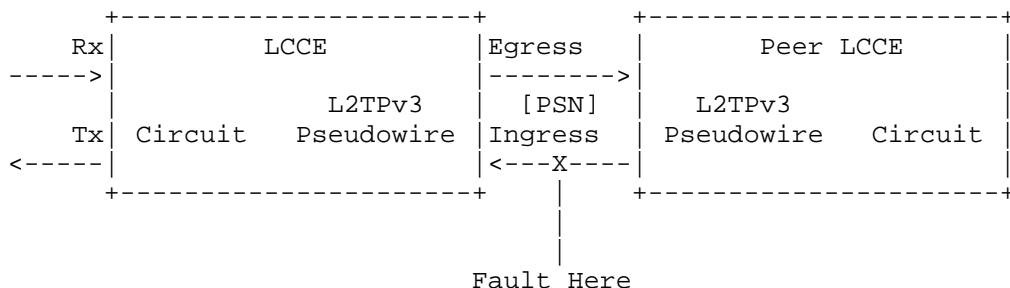 Rx LCCE Egress Peer LCCE
L2TPv3 [PSN] L2TPv3
Tx Circuit Pseudowire Ingress Pseudowire Circuit
X
Fault Here